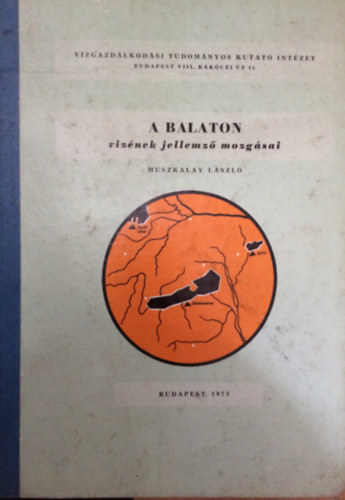 VÍZGAZDÁLKODÁSI TUDOMÁNYOS KUTATÓ INTÉZET
BUDAPEST VIII. RÁKÓCZI ÚT 41.
A BALATON
vizének jellemző mozgásai
MUSZKALAY LÁSZLÓ
BUDAPEST, 1973